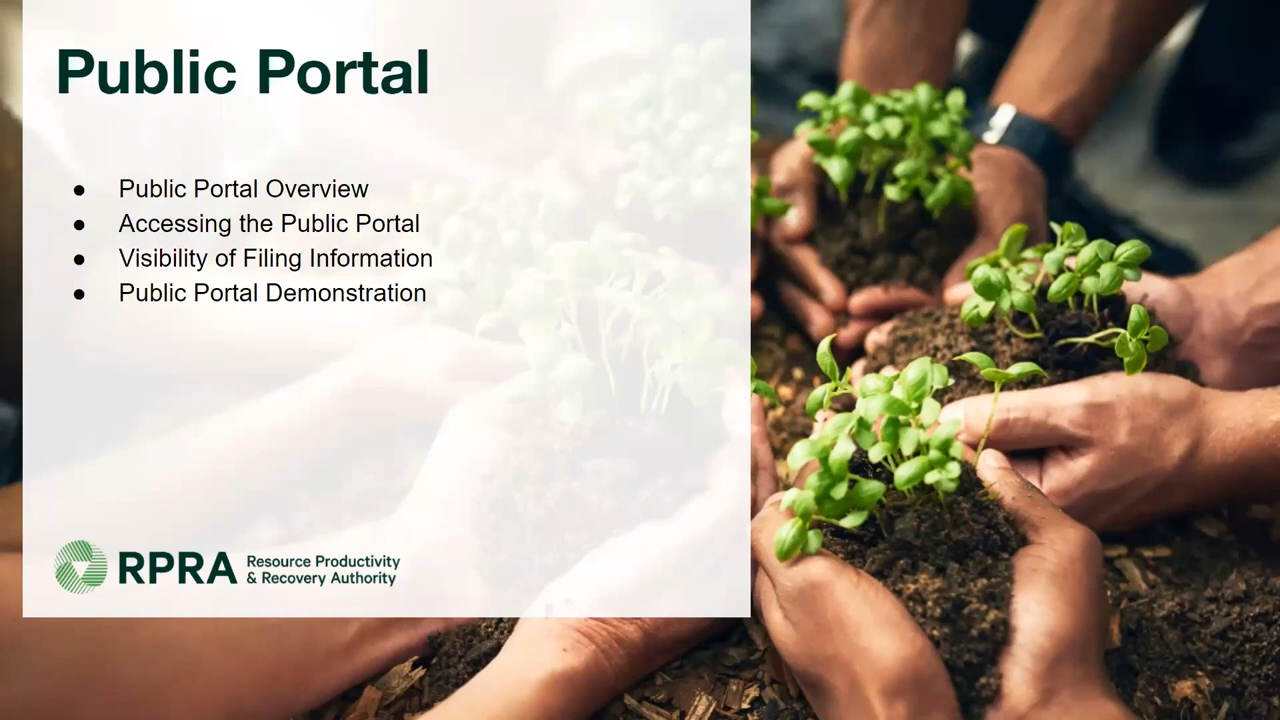 Public Portal
● Public Portal Overview
● Accessing the Public Portal
● Visibility of Filing Information
● Public Portal Demonstration
RPRA Resource Productivity
& Recovery Authority